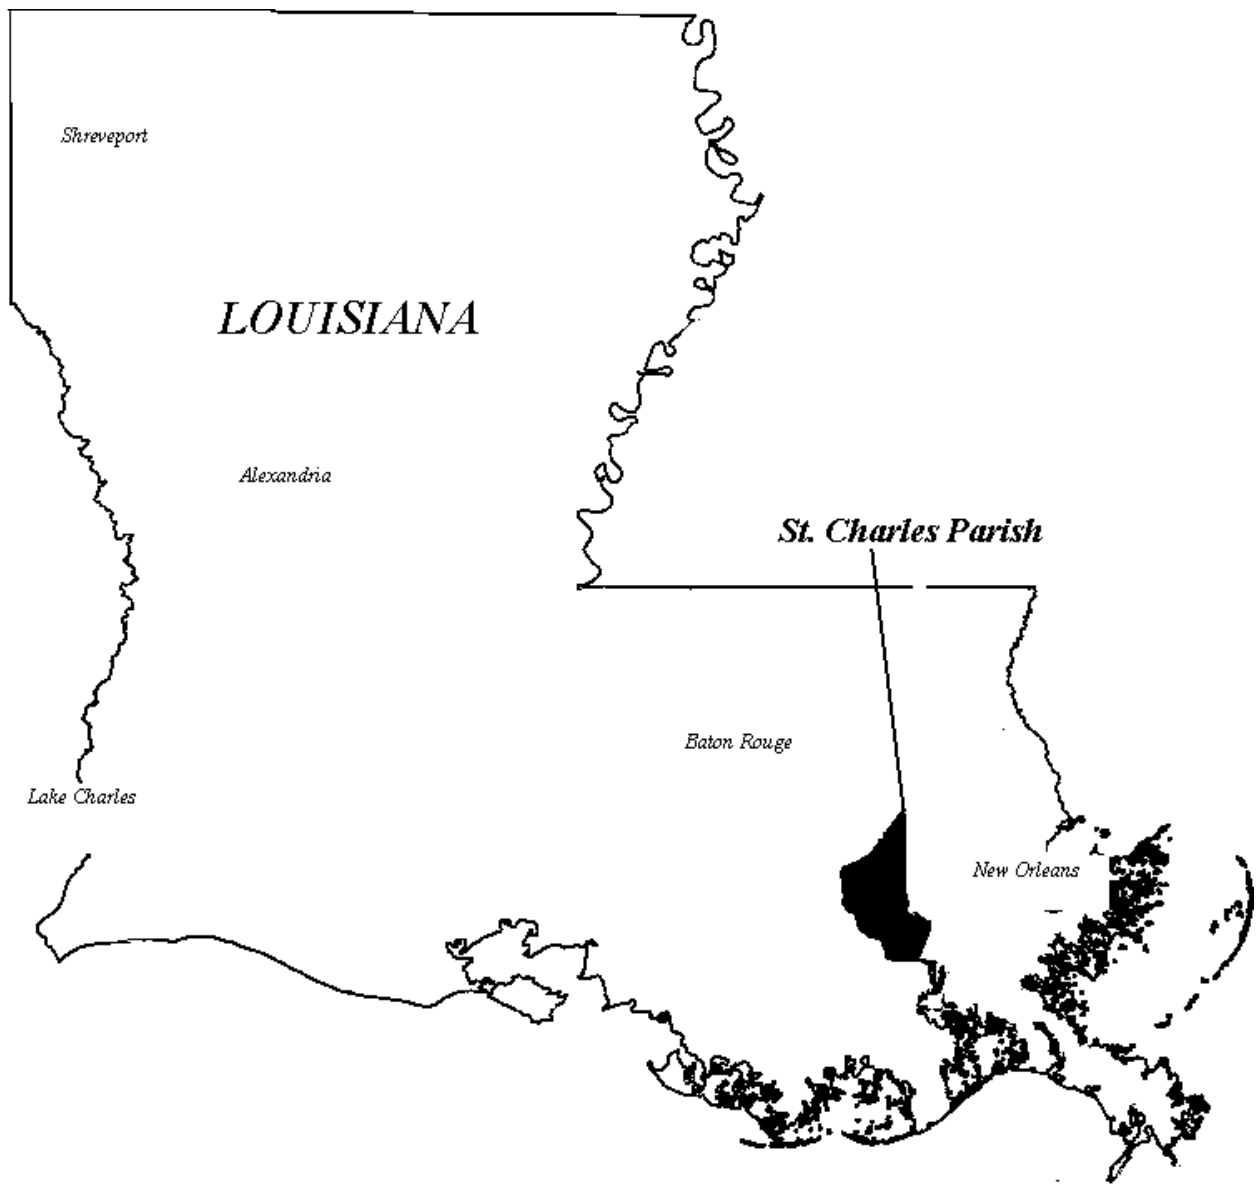 Shreveport
LOUISIANA
Alexandria
St. Charles Parish
Baton Rouge
Lake Charles
New Orleans